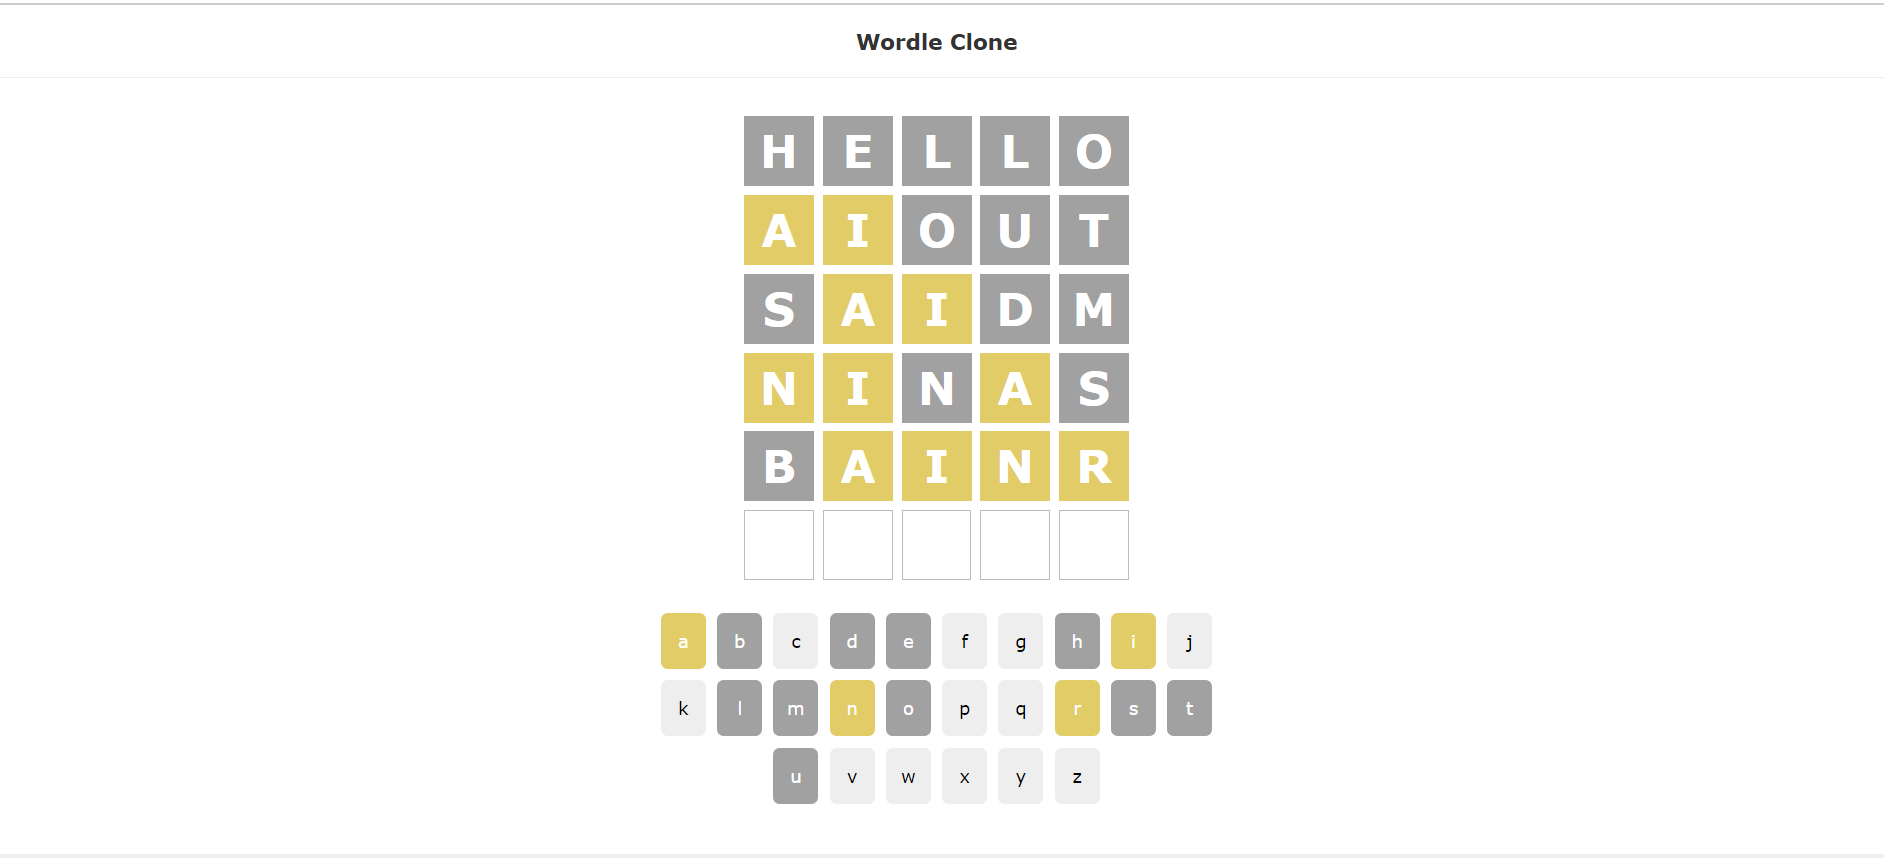 Wordle Clone
H E L L O
A I O U T
S A I D M
N I N A S
B A I N R
a b c d e f g h i j
k l m n o p q r s t
u v w x y z